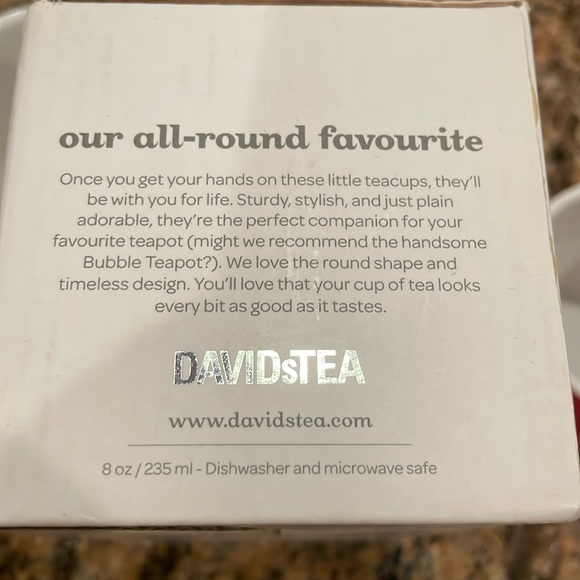 our all-round favourite
Once you get your hands on these little teacups, they'll
be with you for life. Sturdy, stylish, and just plain
adorable, they're the perfect companion for your
favourite teapot (might we recommend the handsome
Bubble Teapot?). We love the round shape and
timeless design. You'll love that your cup of tea looks
every bit as good as it tastes.
DAVIDsTEA
www.davidstea.com
8 oz / 235 ml - Dishwasher and microwave safe